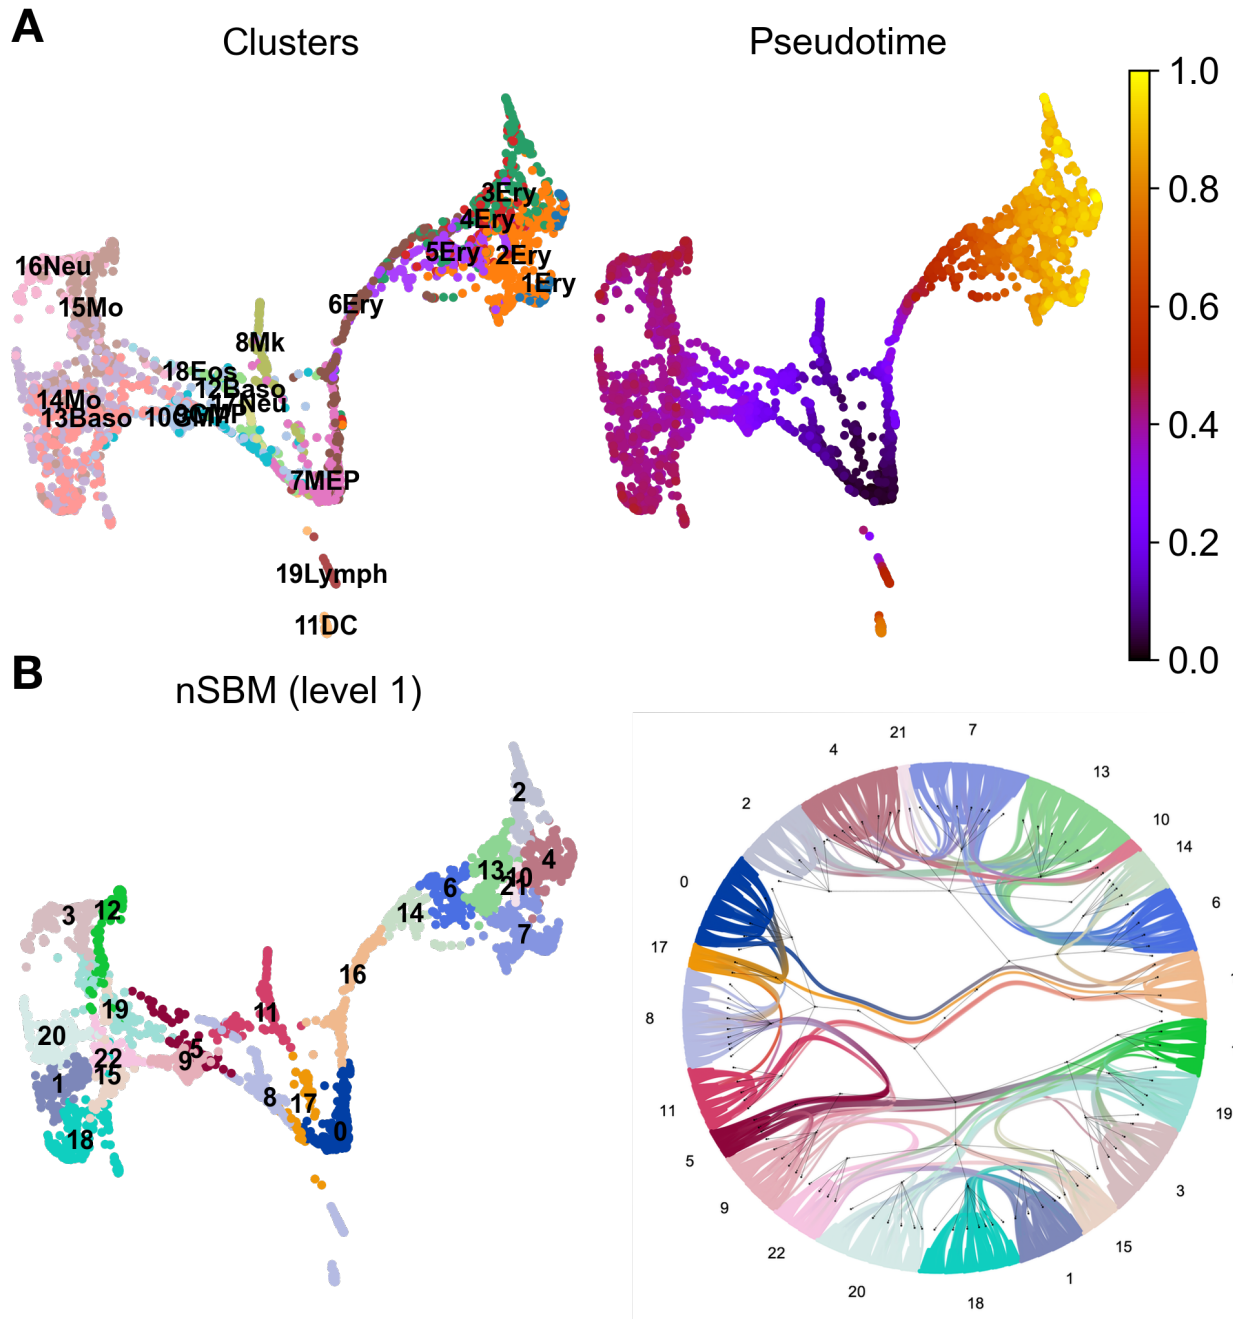 A
Clusters
Pseudotime
1.0
0.8
0.6
0.4
0.2
0.0
3Ery
4Ery
5Ery
2Ery
1Ery
6Ery
16Neu
15Mo
8Mk
18Eos
12Baso
17Neu
14Mo
13Baso
7MEP
19Lymph
11DC
B
nSBM (level 1)
2
4
13
10
21
6
14
7
3
12
16
19
11
20
5
22
9
15
1
8
17
0
18
21
7
4
13
2
10
14
0
6
17
8
11
19
5
3
9
15
22
1
20
18